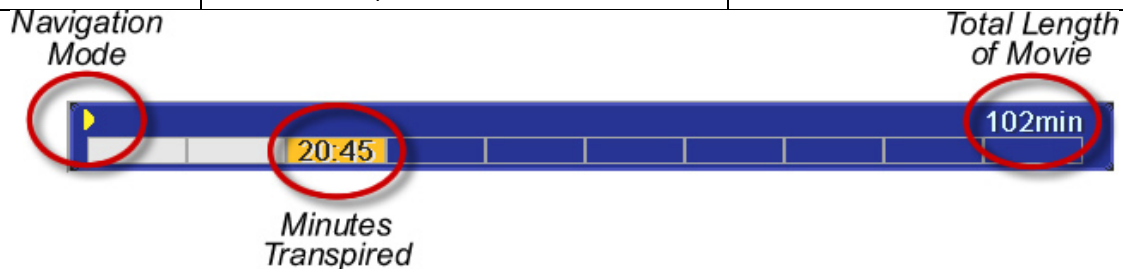 Navigation
Mode
Total Length
of Movie
102min
20:45
Minutes
Transpired